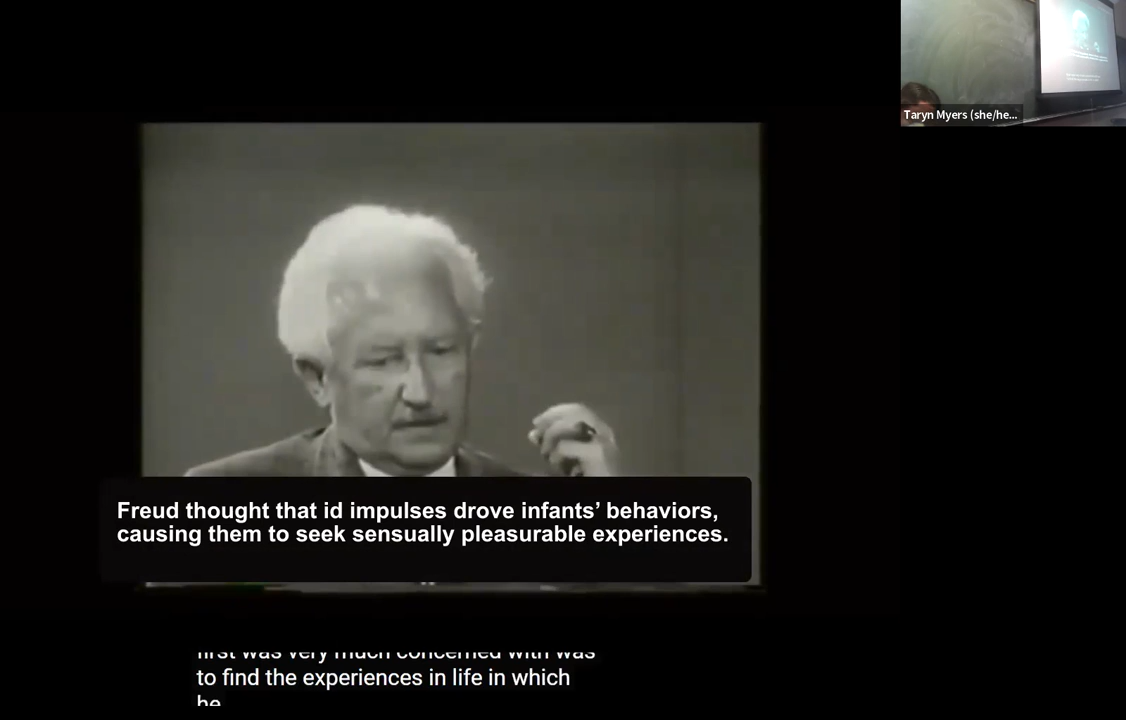 Taryn Myers (she/he...
Freud thought that id impulses drove infants’ behaviors,
causing them to seek sensually pleasurable experiences.
first was very much concerned with was
to find the experiences in life in which
he